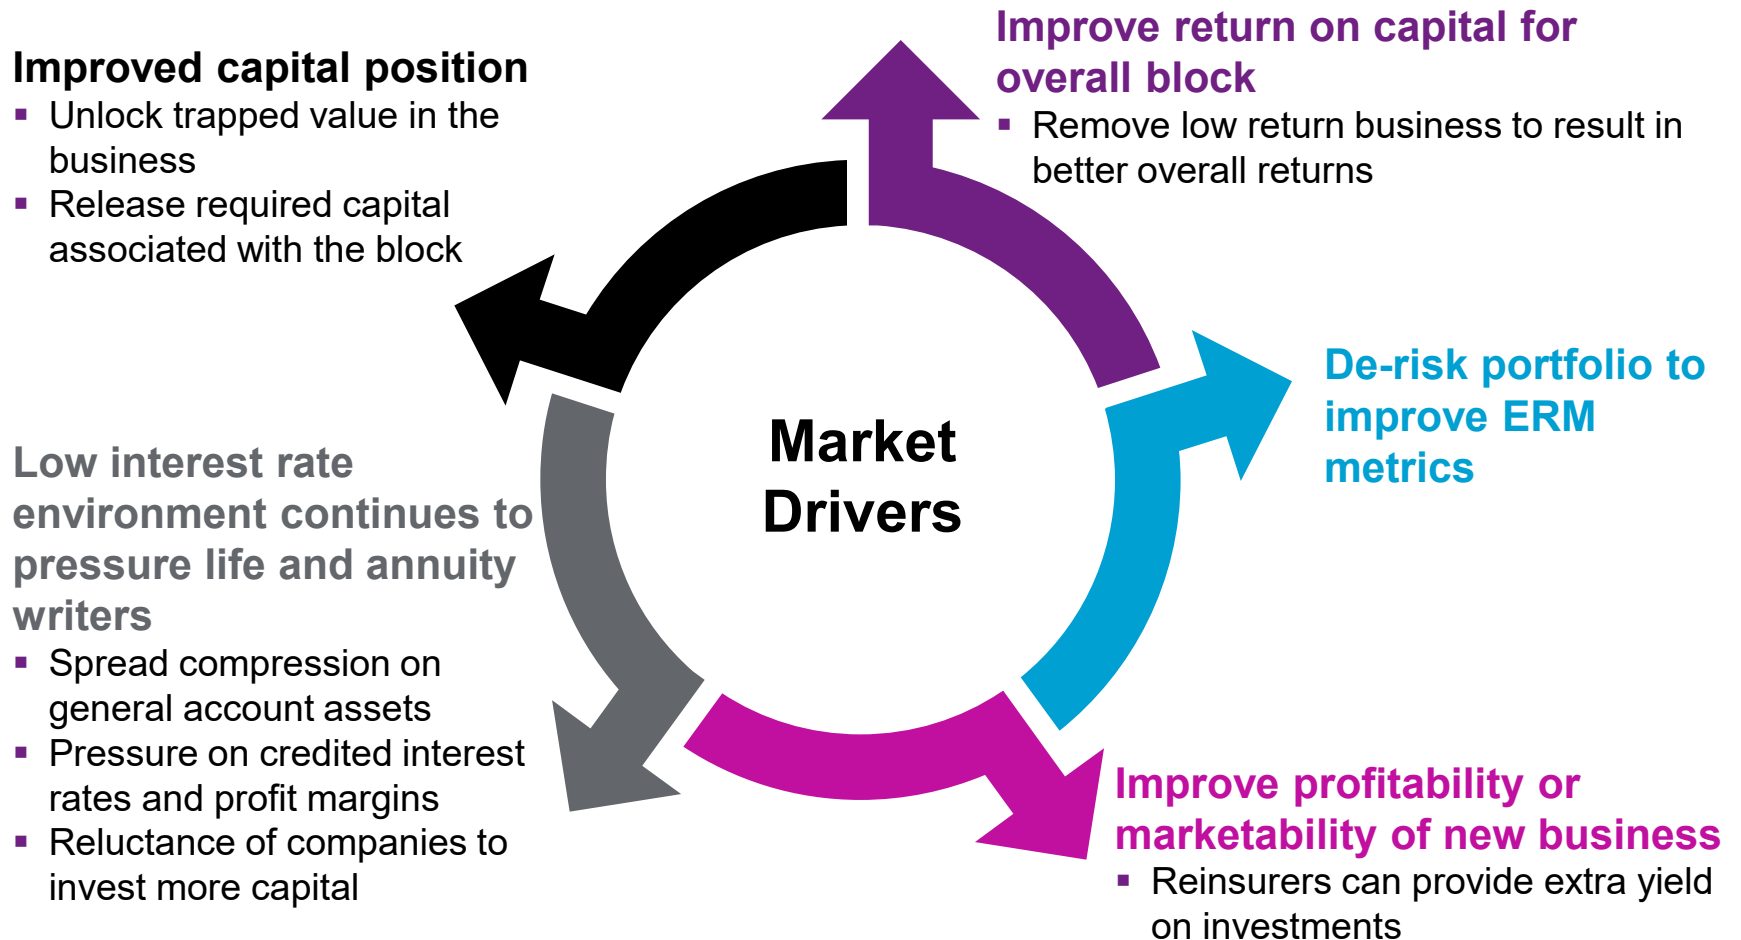 Improved capital position
▪ Unlock trapped value in the
business
▪ Release required capital
associated with the block
Improve return on capital for
overall block
▪ Remove low return business to result in
better overall returns
Market
Drivers
De-risk portfolio to
improve ERM
metrics
Low interest rate
environment continues to
pressure life and annuity
writers
▪ Spread compression on
general account assets
▪ Pressure on credited interest
rates and profit margins
▪ Reluctance of companies to
invest more capital
Improve profitability or
marketability of new business
▪ Reinsurers can provide extra yield
on investments